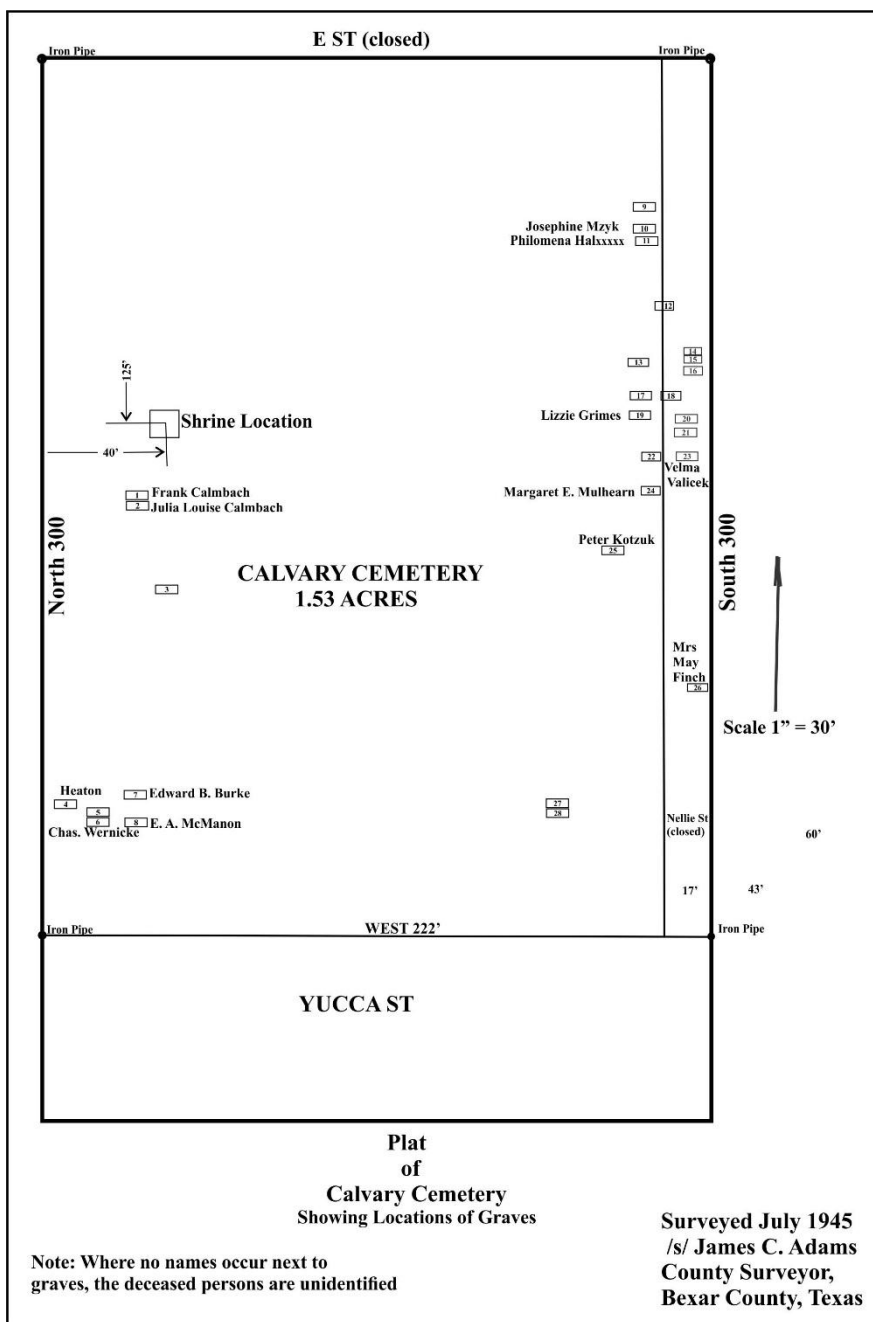 E ST (closed)
Iron Pipe
Iron Pipe
9
Josephine Mzyk
10
Philomena Halxxxxx
11
12
14
15
13
16
125'
17
18
Shrine Location
Lizzie Grimes
19
20
21
40'
22
23
Velma
Valicek
1
Frank Calmbach
Margaret E. Mulhearn
24
2
Julia Louise Calmbach
Peter Kotzuk
25
North 300
South 300
CALVARY CEMETERY
1.53 ACRES
3
Mrs
May
Finch
26
Scale 1” = 30’
Heaton
4
7
Edward B. Burke
5
6
Chas. Wernicke
8
E. A. McManon
27
28
Nellie St
(closed)
60’
17’
43’
Iron Pipe
WEST 222’
Iron Pipe
YUCCA ST
Plat
of
Calvary Cemetery
Showing Locations of Graves
Note: Where no names occur next to
graves, the deceased persons are unidentified
Surveyed July 1945
/s/ James C. Adams
County Surveyor,
Bexar County, Texas